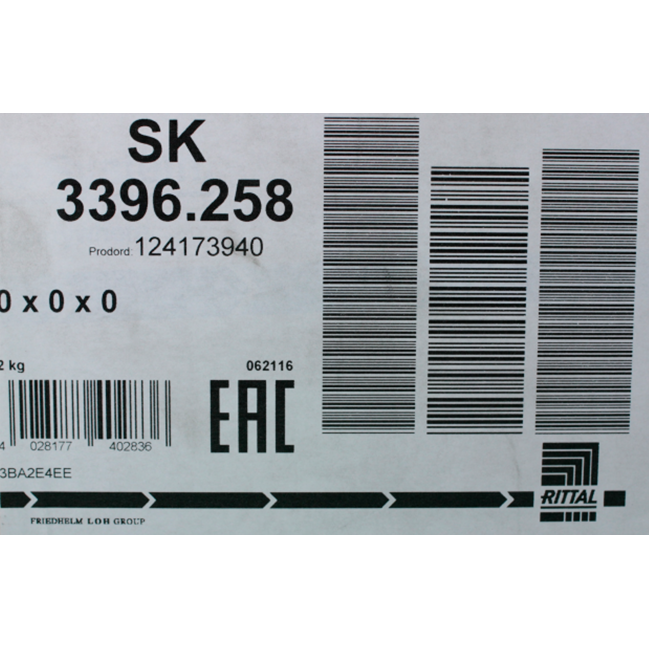 SK
3396.258
Prodord. 124173940
0 x 0 x 0
2 kg
062116
4 028177 402836
EAC
3BA2E4EE
RITTAL
FRIEDHELM LOH GROUP